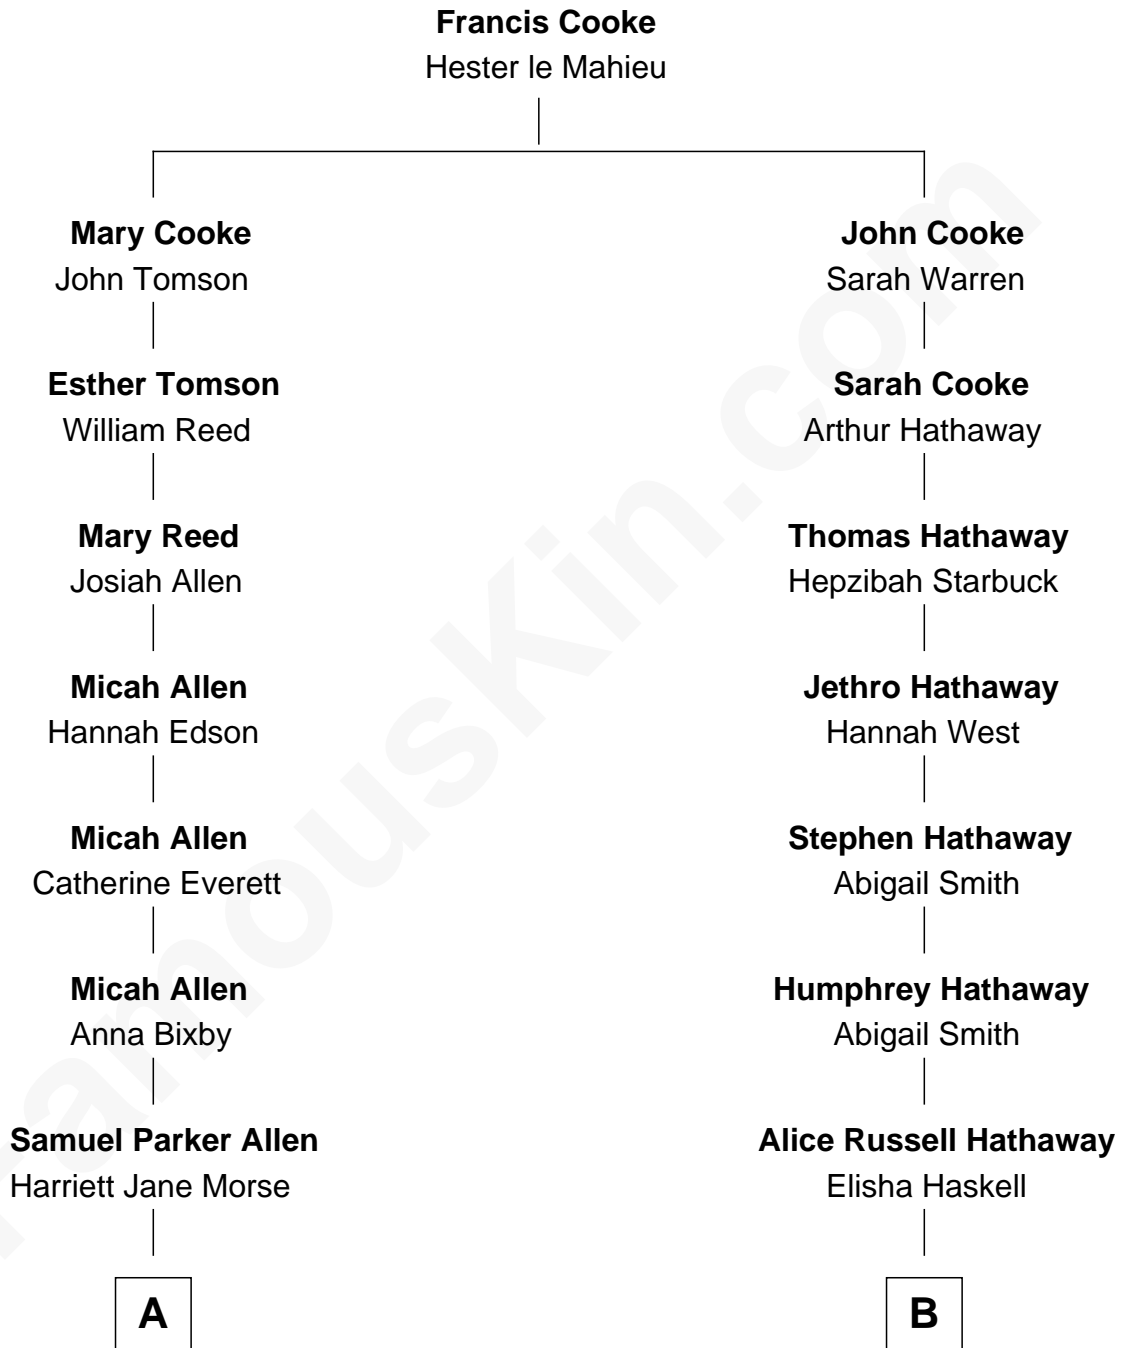 Francis Cooke
Hester le Mahieu
Mary Cooke
John Tomson
John Cooke
Sarah Warren
Esther Tomson
William Reed
Sarah Cooke
Arthur Hathaway
Mary Reed
Josiah Allen
Thomas Hathaway
Hepzibah Starbuck
Micah Allen
Hannah Edson
Jethro Hathaway
Hannah West
Micah Allen
Catherine Everett
Stephen Hathaway
Abigail Smith
Micah Allen
Anna Bixby
Humphrey Hathaway
Abigail Smith
Samuel Parker Allen
Harriett Jane Morse
Alice Russell Hathaway
Elisha Haskell
A
B
FamousKin.com